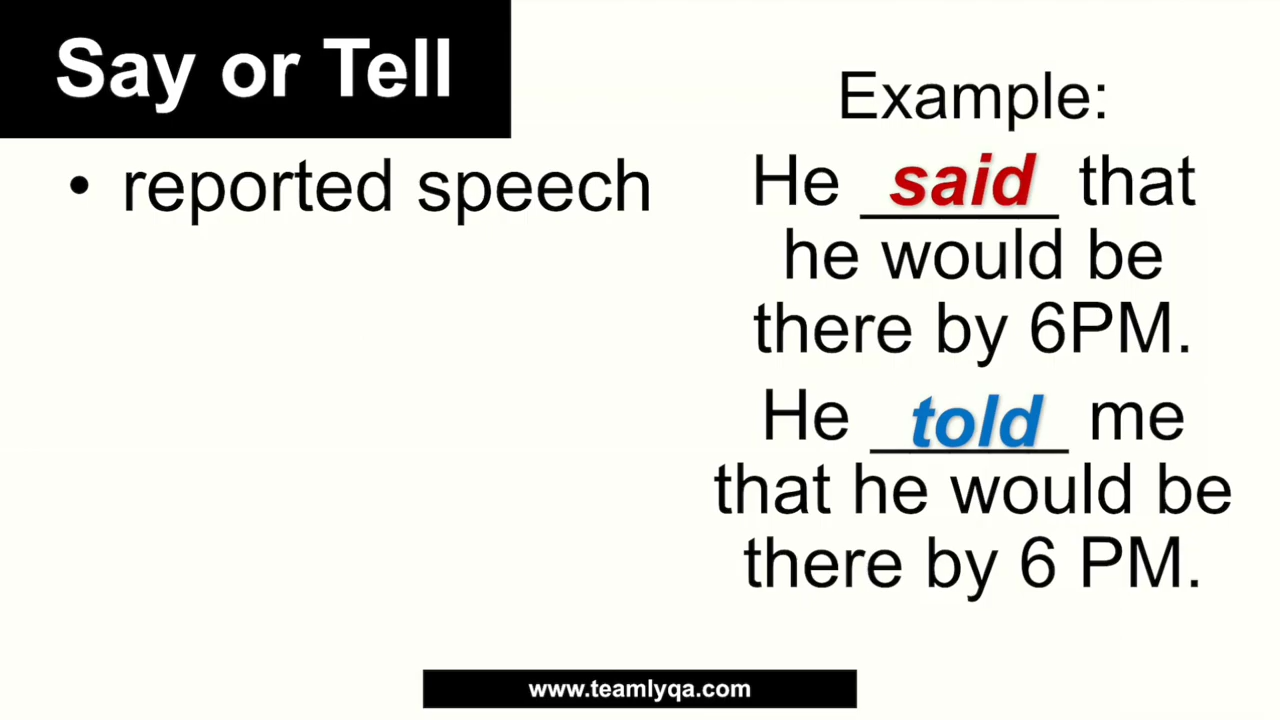 Say or Tell
• reported speech
Example:
He said that
he would be
there by 6PM.
He told me
that he would be
there by 6 PM.
www.teamlyqa.com